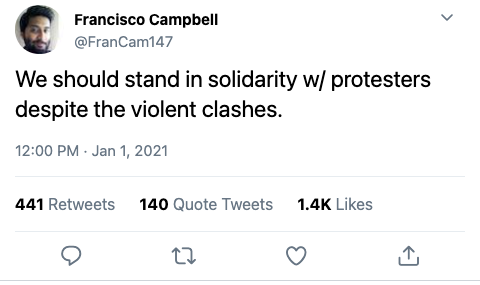 Francisco Campbell
@FranCam147
We should stand in solidarity w/ protesters
despite the violent clashes.
12:00 PM · Jan 1, 2021
441 Retweets 140 Quote Tweets 1.4K Likes